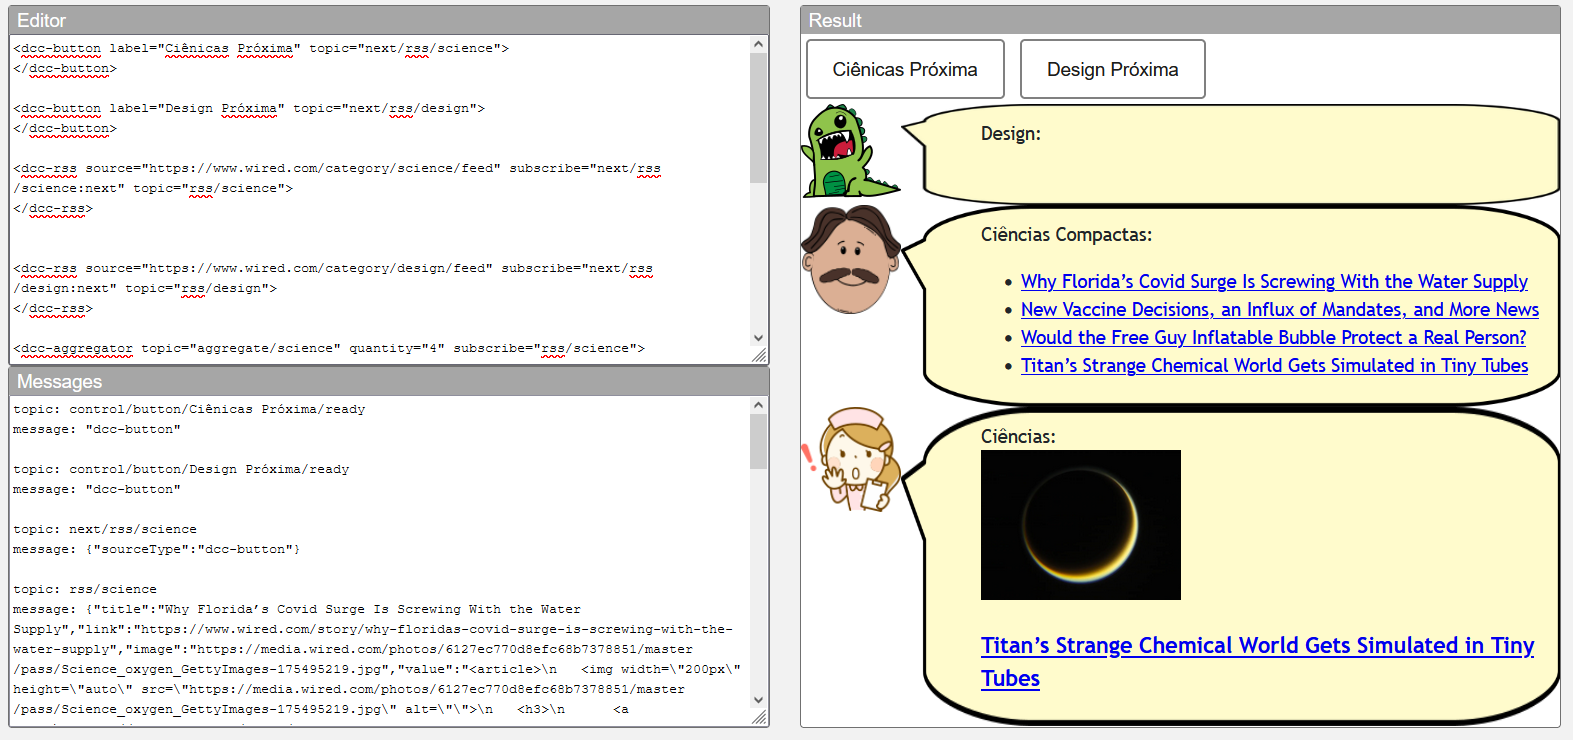 Editor
<dcc-button label="Ciênicas Próxima" topic="next/rss/science">
</dcc-button>
<dcc-button label="Design Próxima" topic="next/rss/design">
</dcc-button>
<dcc-rss source="https://www.wired.com/category/science/feed" subscribe="next/rss
/science:next" topic="rss/science">
</dcc-rss>
<dcc-rss source="https://www.wired.com/category/design/feed" subscribe="next/rss
/design:next" topic="rss/design">
</dcc-rss>
<dcc-aggregator topic="aggregate/science" quantity="4" subscribe="rss/science">
Messages
topic: control/button/Ciênicas Próxima/ready
message: "dcc-button"
topic: control/button/Design Próxima/ready
message: "dcc-button"
topic: next/rss/science
message: {"sourceType":"dcc-button"}
topic: rss/science
message: {"title":"Why Florida’s Covid Surge Is Screwing With the Water
Supply","link":"https://www.wired.com/story/why-floridas-covid-surge-is-screwing-with-the-
water-supply","image":"https://media.wired.com/photos/6127ec770d8efc68b7378851/master
/pass/Science_oxygen_GettyImages-175495219.jpg","value":"<article>\n   <img width=\"200px\"
height=\"auto\" src=\"https://media.wired.com/photos/6127ec770d8efc68b7378851/master
/pass/Science_oxygen_GettyImages-175495219.jpg\" alt=\"\">\n   <h3>\n      <a
Result
Ciênicas Próxima
Design Próxima
Design:
Ciências Compactas:
Why Florida’s Covid Surge Is Screwing With the Water Supply
New Vaccine Decisions, an Influx of Mandates, and More News
Would the Free Guy Inflatable Bubble Protect a Real Person?
Titan’s Strange Chemical World Gets Simulated in Tiny Tubes
Ciências:
Titan’s Strange Chemical World Gets Simulated in Tiny
Tubes